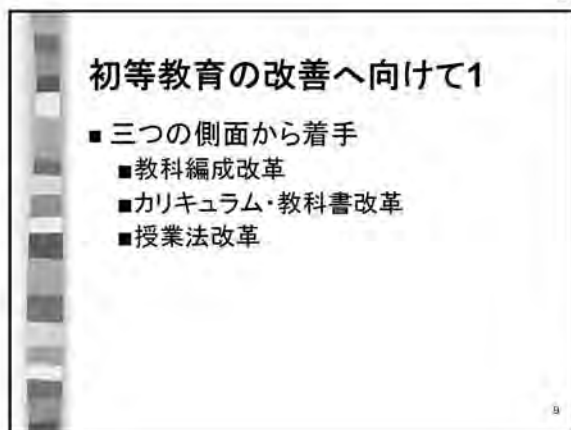 初等教育の改善へ向けて1
■ 三つの側面から着手
■教科編成改革
■カリキュラム・教科書改革
■授業法改革
9